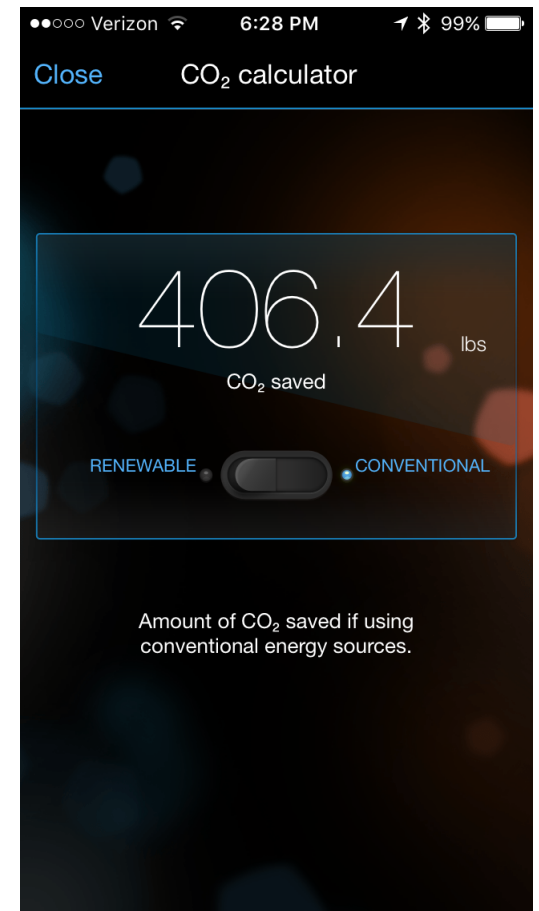 Verizon 6:28 PM 99%
Close CO₂ calculator
406.4 lbs
CO₂ saved
RENEWABLE CONVENTIONAL
Amount of CO₂ saved if using
conventional energy sources.